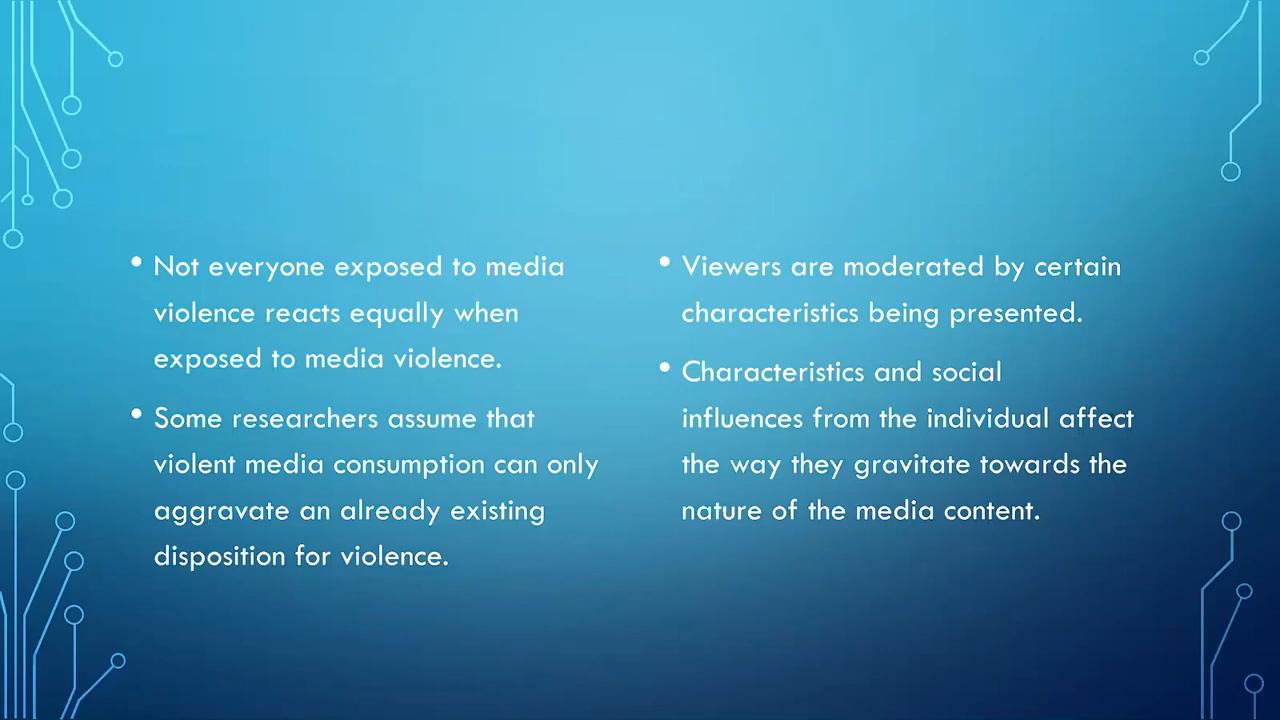 • Not everyone exposed to media
violence reacts equally when
exposed to media violence.
• Some researchers assume that
violent media consumption can only
aggravate an already existing
disposition for violence.
• Viewers are moderated by certain
characteristics being presented.
• Characteristics and social
influences from the individual affect
the way they gravitate towards the
nature of the media content.